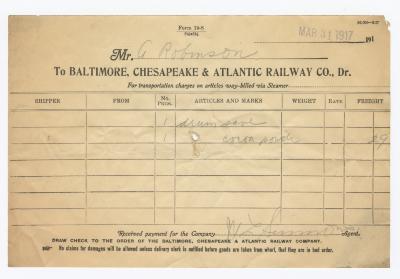 Form 79-S
MAR 31 1917 191
Mr. A Robinson
To BALTIMORE, CHESAPEAKE & ATLANTIC RAILWAY CO., Dr.
For transportation charges on articles way-billed via Steamer
SHIPPER FROM No. PKGS. ARTICLES AND MARKS WEIGHT RATE FREIGHT
1 drum
1 29
Received payment for the Company Agent.
DRAW CHECK TO THE ORDER OF THE BALTIMORE, CHESAPEAKE & ATLANTIC RAILWAY COMPANY.
No claims for damages will be allowed unless delivery clerk is notified before goods are taken from wharf, that they are in bad order.